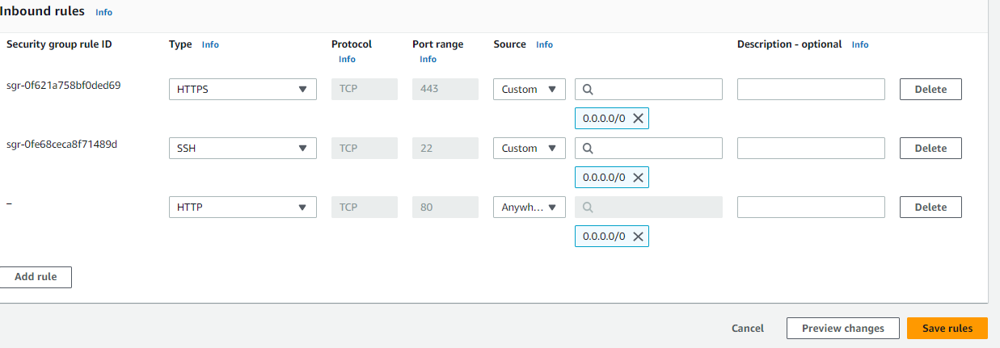 Inbound rules Info
Security group rule ID Type Info Protocol Info Port range Info Source Info Description - optional Info
sgr-0f621a758bf0ded69 HTTPS TCP 443 Custom Delete
0.0.0.0/0
sgr-0fe68ceca8f71489d SSH TCP 22 Custom Delete
0.0.0.0/0
– HTTP TCP 80 Anywh... Delete
0.0.0.0/0
Add rule
Cancel Preview changes Save rules